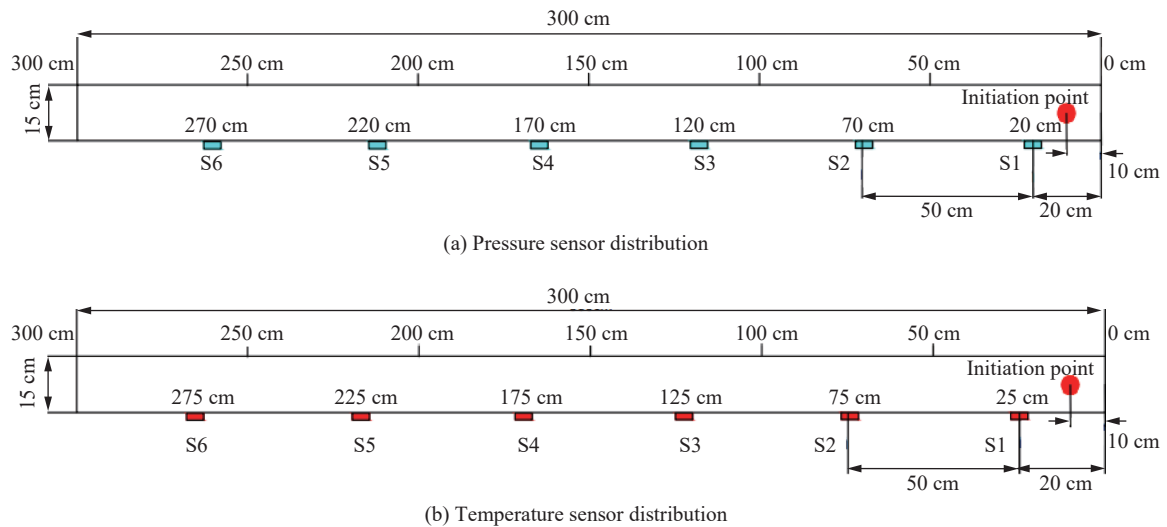 300 cm
300 cm 250 cm 200 cm 150 cm 100 cm 50 cm 0 cm
15 cm
Initiation point
270 cm 220 cm 170 cm 120 cm 70 cm 20 cm
S6 S5 S4 S3 S2 S1
10 cm
50 cm 20 cm
(a) Pressure sensor distribution
300 cm
300 cm 250 cm 200 cm 150 cm 100 cm 50 cm 0 cm
15 cm
Initiation point
275 cm 225 cm 175 cm 125 cm 75 cm 25 cm
S6 S5 S4 S3 S2 S1
10 cm
50 cm 20 cm
(b) Temperature sensor distribution